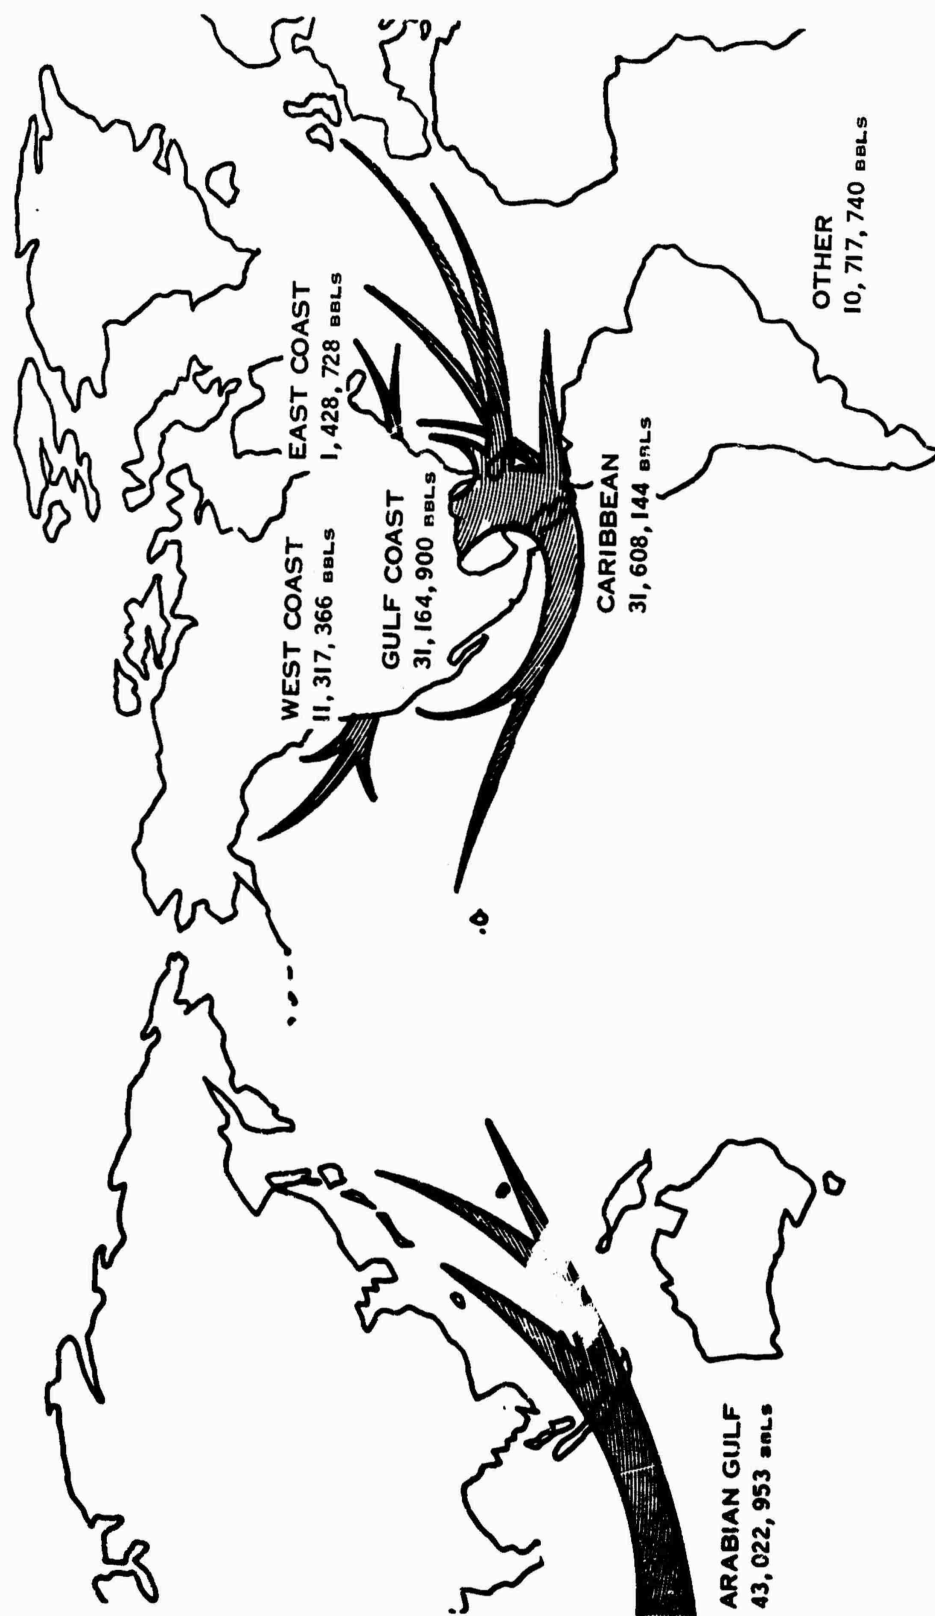 WEST COAST
11,317,366 BBLS
EAST COAST
1,428,728 BBLS
GULF COAST
31,164,900 BBLS
CARIBBEAN
31,608,144 BBLS
ARABIAN GULF
43,022,953 BBLS
OTHER
10,717,740 BBLS